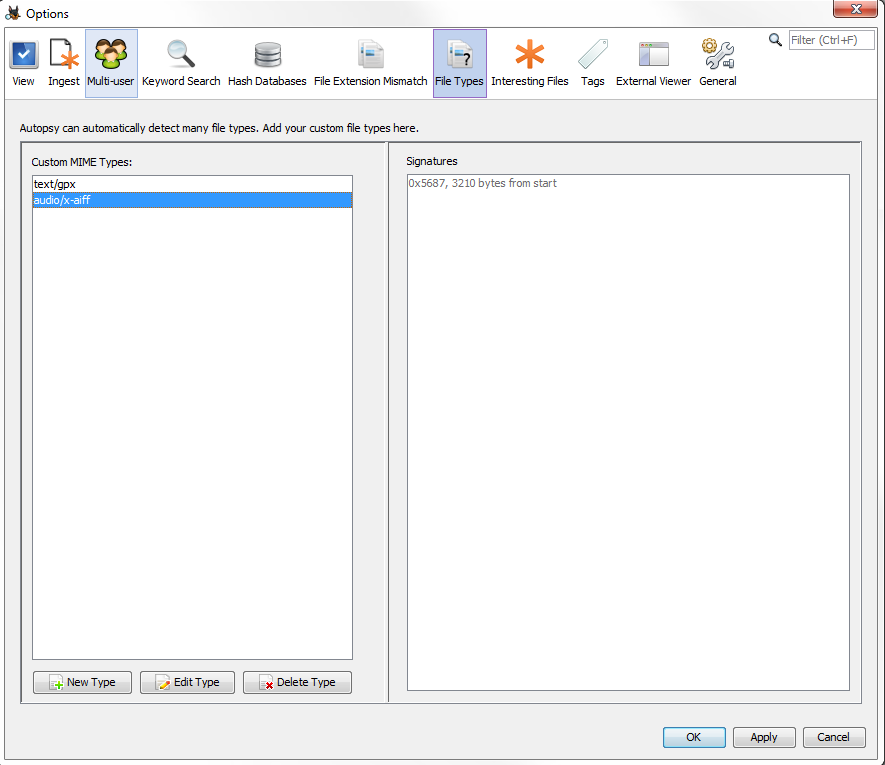 Options
View Ingest Multi-user Keyword Search Hash Databases File Extension Mismatch File Types Interesting Files Tags External Viewer General
Filter (Ctrl+F)
Autopsy can automatically detect many file types. Add your custom file types here.
Custom MIME Types:
text/gpx
audio/x-aiff
New Type Edit Type Delete Type
Signatures
0x5687, 3210 bytes from start
OK Apply Cancel